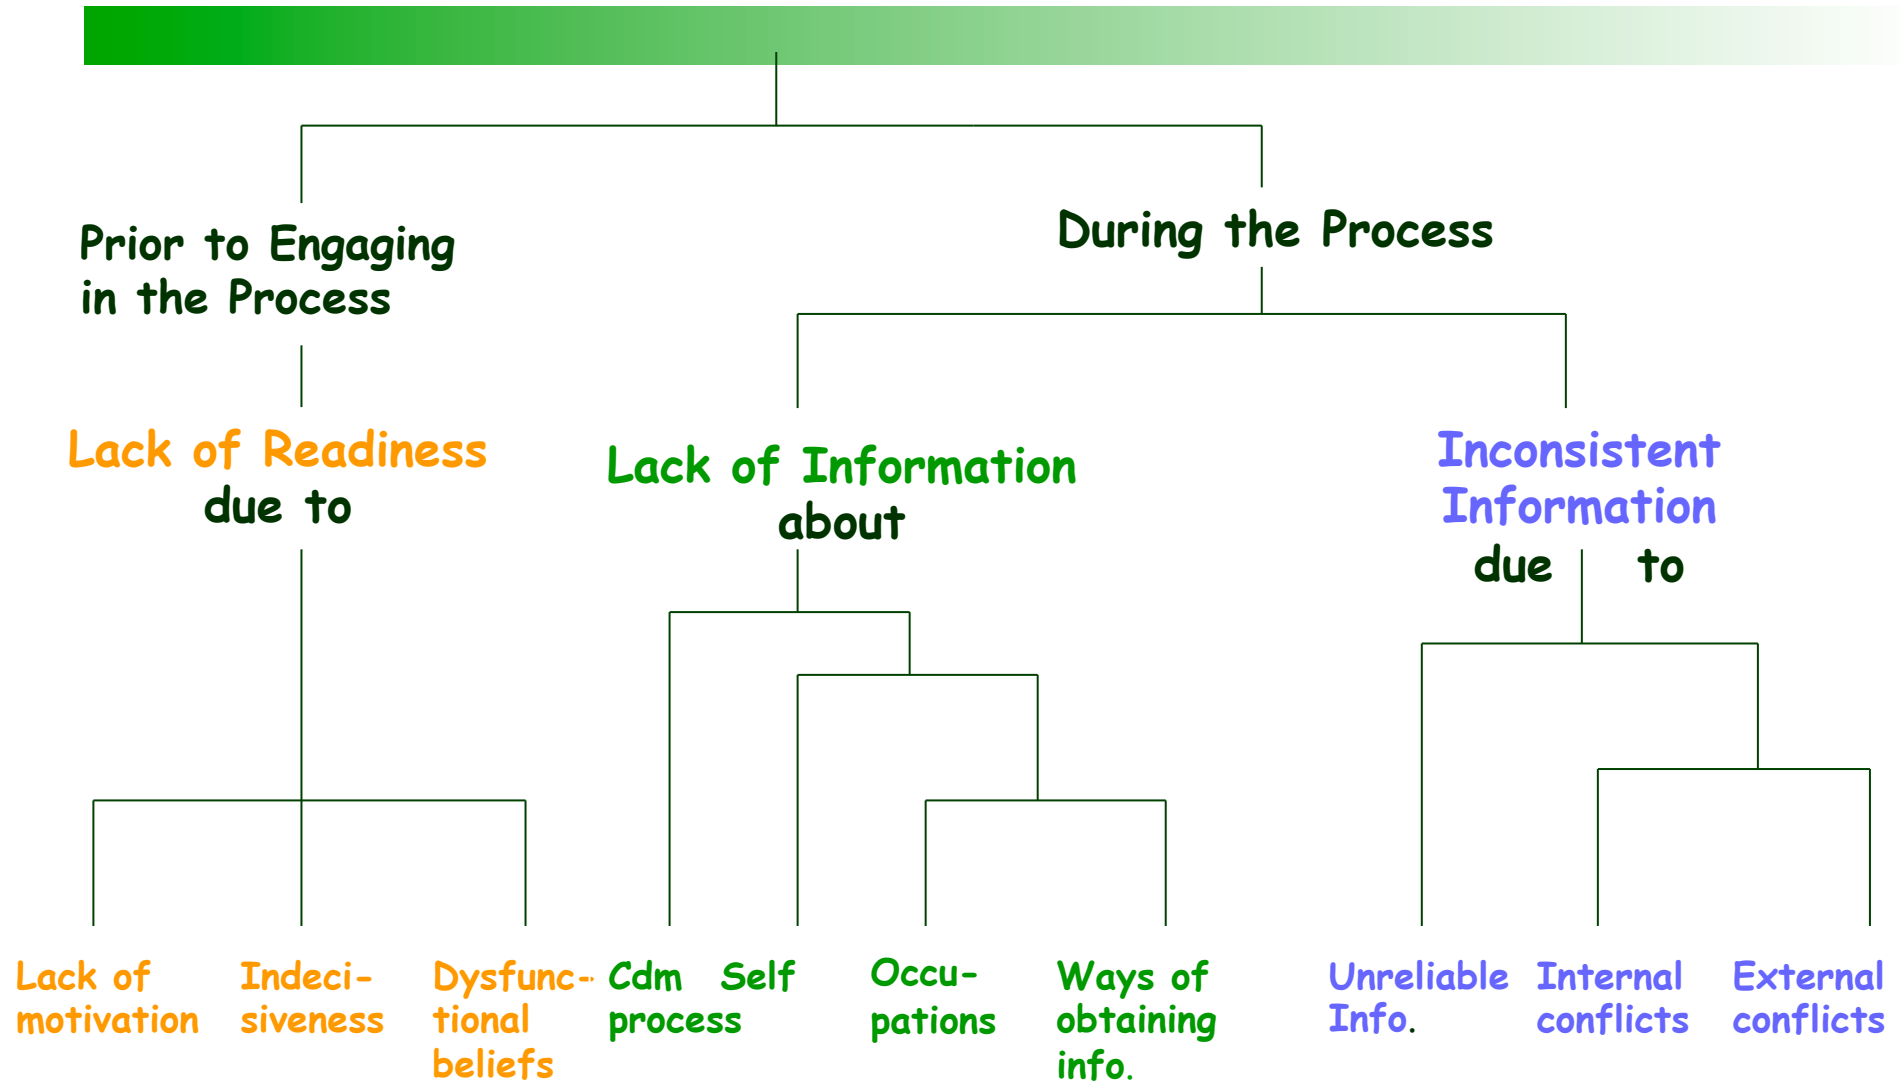 Prior to Engaging
in the Process
During the Process
Lack of Readiness
due to
Lack of Information
about
Inconsistent
Information
due to
Lack of
motivation
Indeci-
siveness
Dysfunc-
tional
beliefs
Cdm
process
Self
Occu-
pations
Ways of
obtaining
info.
Unreliable
Info.
Internal
conflicts
External
conflicts